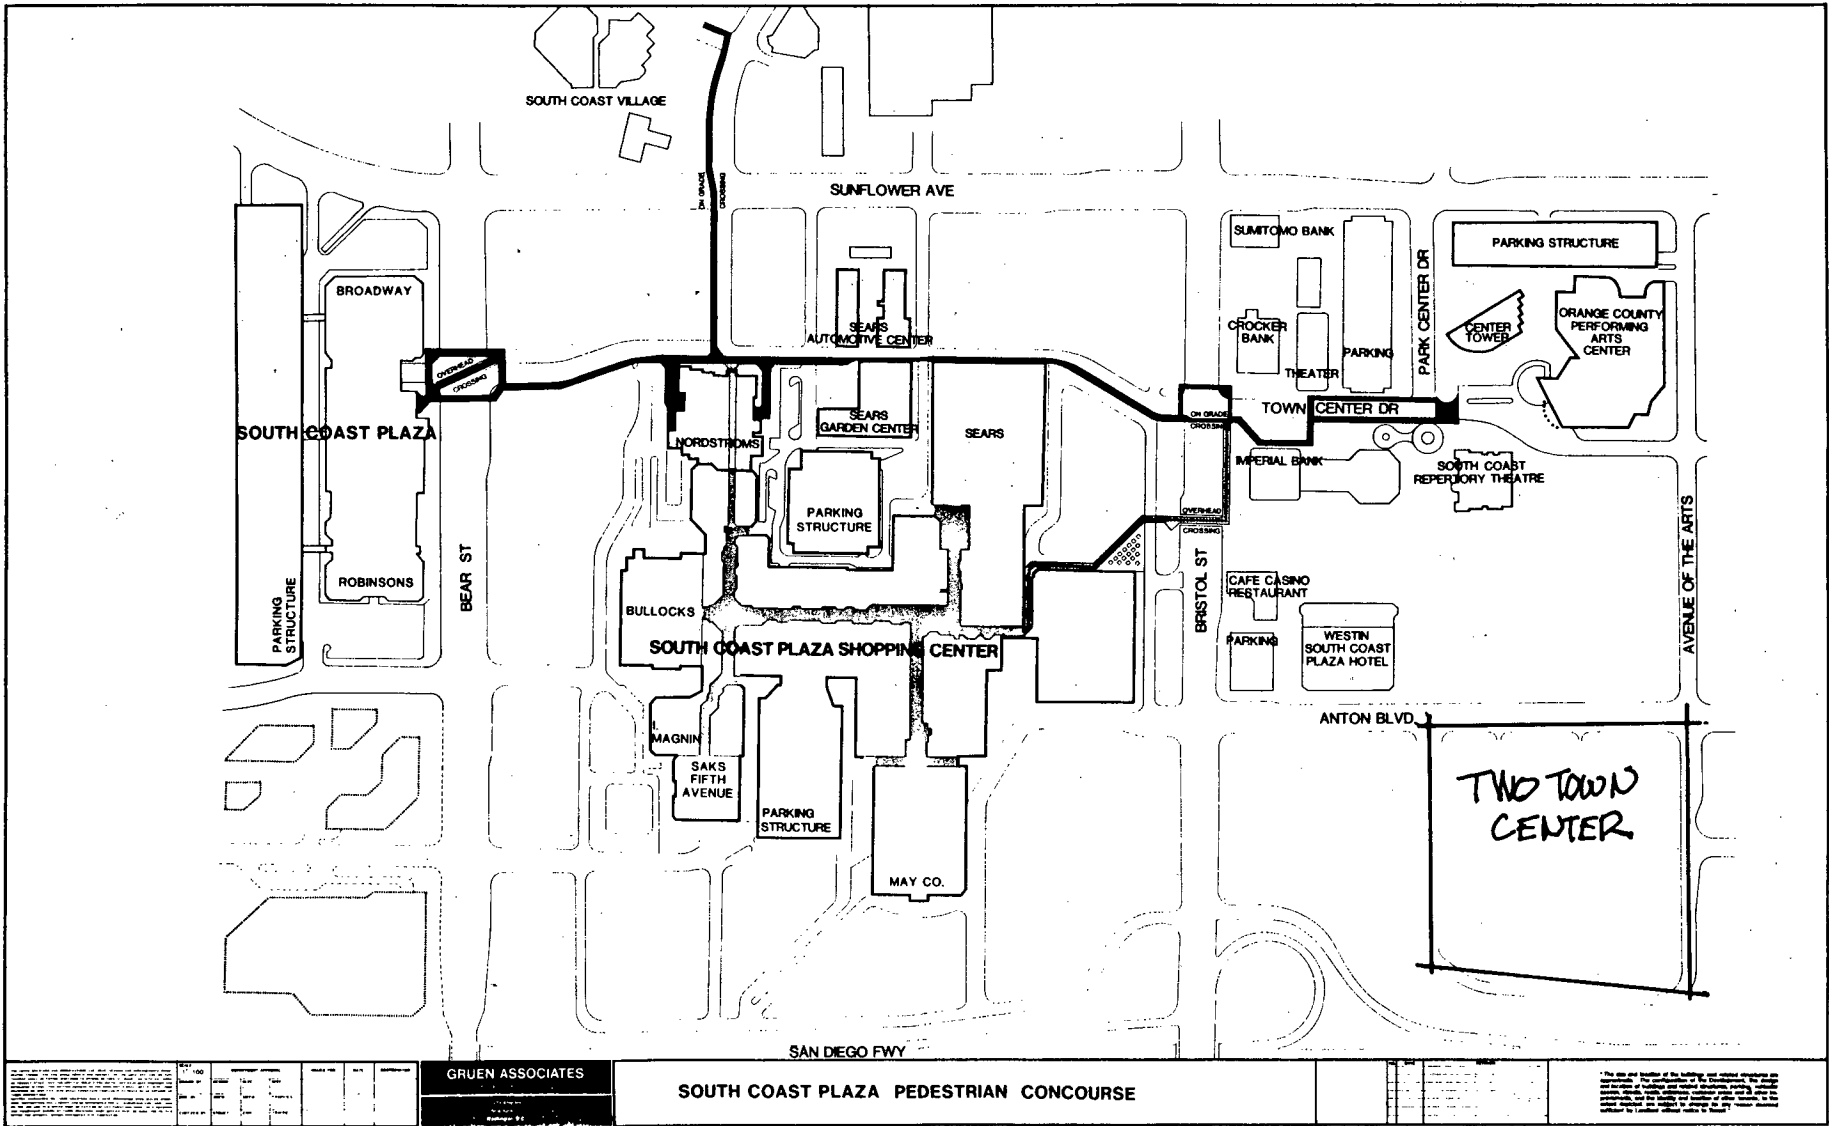 SOUTH COAST VILLAGE
ON GRADE
CROSSING
SUNFLOWER AVE
SUMITOMO BANK
PARKING STRUCTURE
BROADWAY
PARK CENTER DR
ORANGE COUNTY
PERFORMING
ARTS
CENTER
SEARS
AUTOMOTIVE CENTER
CROCKER
BANK
CENTER
TOWER
PARKING
OVERHEAD
CROSSING
THEATER
SOUTH COAST PLAZA
NORDSTROMS
SEARS
GARDEN CENTER
SEARS
ON GRADE
CROSSING
TOWN CENTER DR
IMPERIAL BANK
SOUTH COAST
REPERTORY THEATRE
PARKING
STRUCTURE
OVERHEAD
CROSSING
AVENUE OF THE ARTS
BEAR ST
BRISTOL ST
ROBINSONS
PARKING
STRUCTURE
BULLOCKS
CAFE CASINO
RESTAURANT
SOUTH COAST PLAZA SHOPPING CENTER
PARKING
WESTIN
SOUTH COAST
PLAZA HOTEL
ANTON BLVD.
I.
MAGNIN
SAKS
FIFTH
AVENUE
PARKING
STRUCTURE
TWO TOWN
CENTER
MAY CO.
SAN DIEGO FWY
GRUEN ASSOCIATES
SOUTH COAST PLAZA PEDESTRIAN CONCOURSE